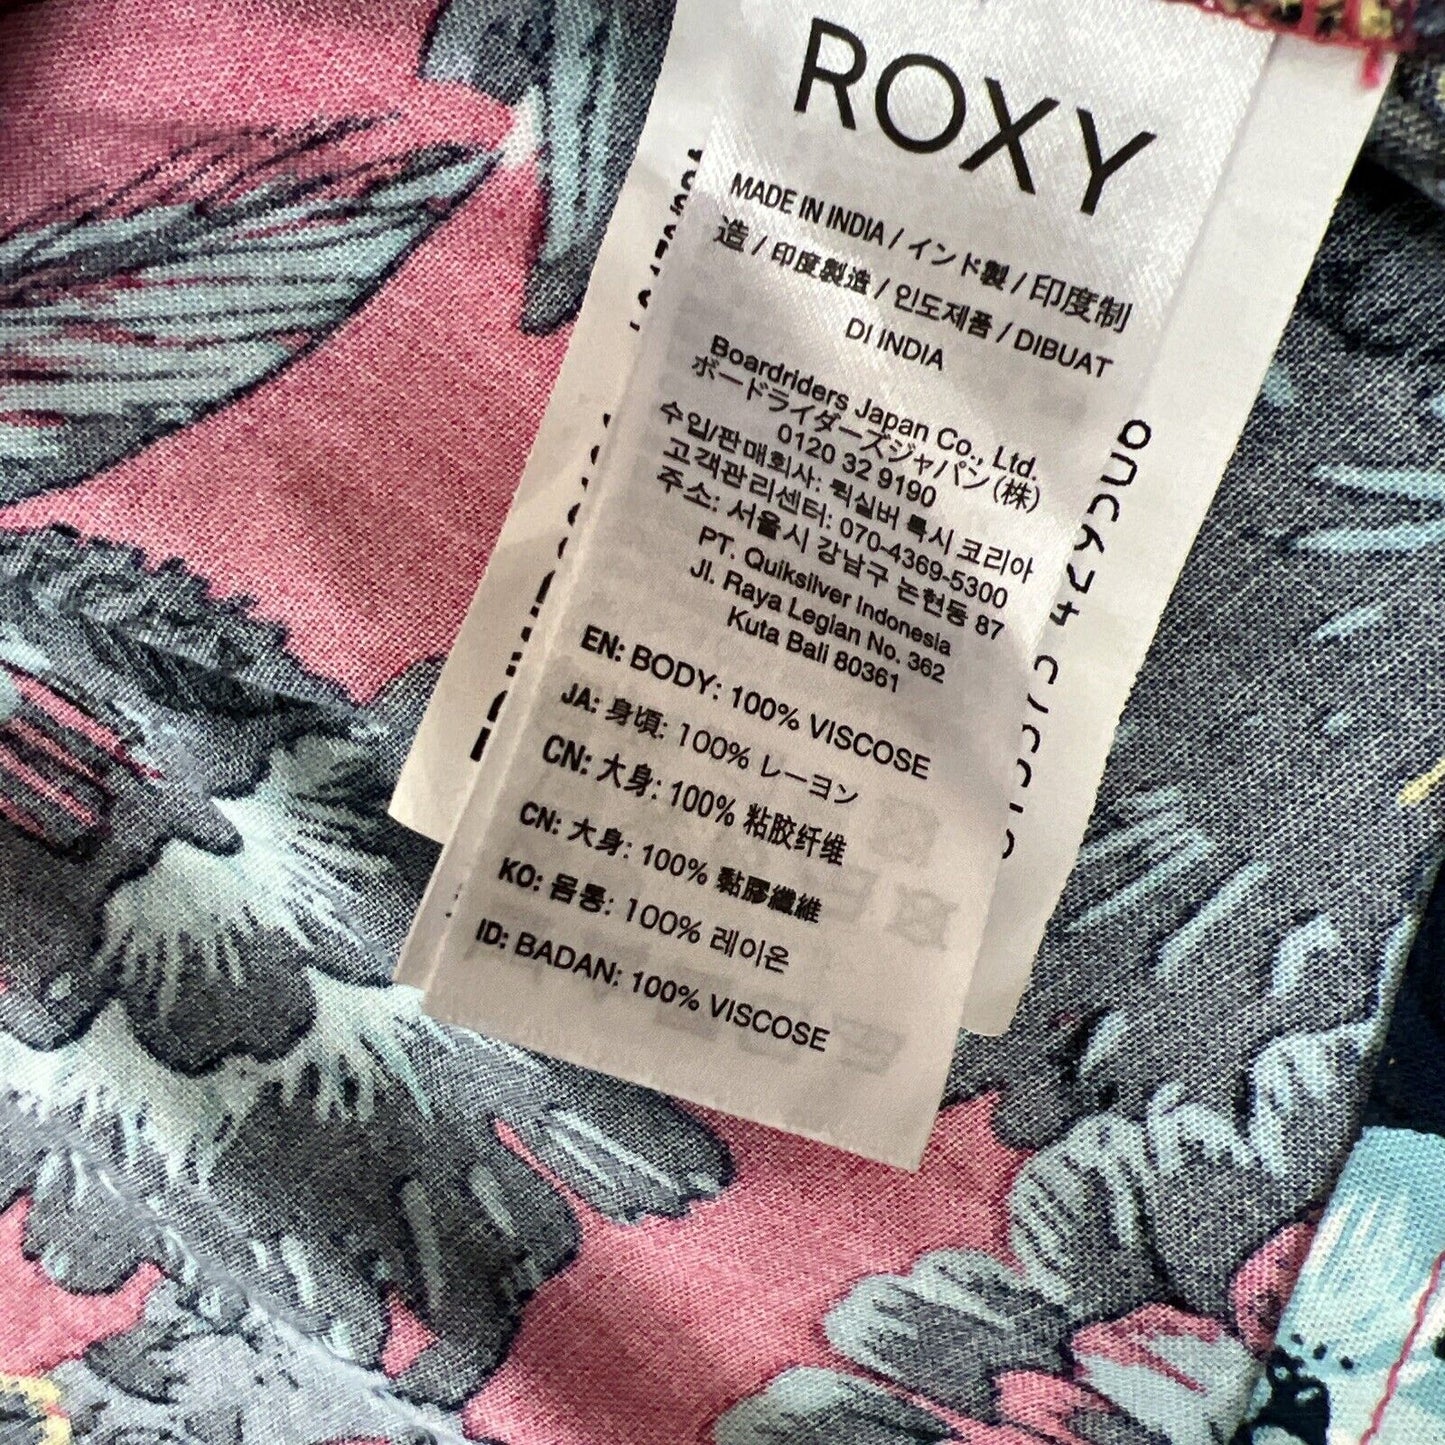 ROXY
MADE IN INDIA / インド製 / 印度制
造 / 印度製造 / 인도제품 / DIBUAT
DI INDIA
Boardriders Japan Co., Ltd.
ボードライダーズジャパン(株)
0120 32 9190
수입/판매회사: 퀵실버 록시 코리아
고객관리센터: 070-4369-5300
주소: 서울시 강남구 논현동 87
PT. Quiksilver Indonesia
Jl. Raya Legian No. 362
Kuta Bali 80361
EN: BODY: 100% VISCOSE
JA: 身頃: 100% レーヨン
CN: 大身: 100% 粘胶纤维
CN: 大身: 100% 黏膠纖維
KO: 몸통: 100% 레이온
ID: BADAN: 100% VISCOSE